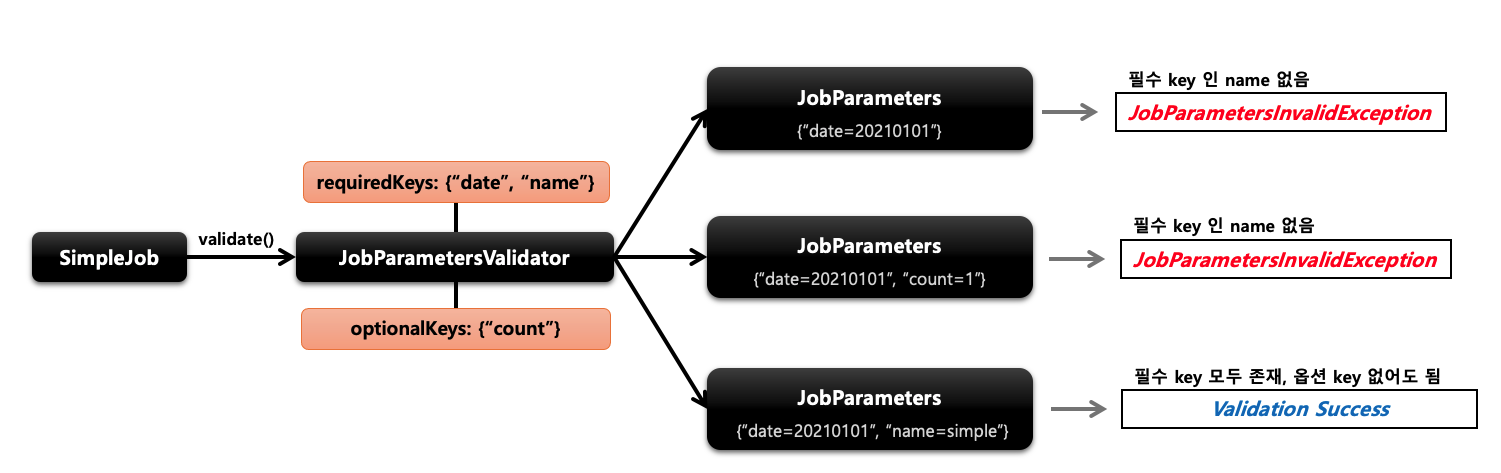 필수 key 인 name 없음
JobParameters
JobParametersInvalidException
{“date=20210101”}
requiredKeys: {“date”, “name”}
필수 key 인 name 없음
SimpleJob
validate()
JobParametersValidator
JobParameters
JobParametersInvalidException
{“date=20210101”, “count=1”}
optionalKeys: {“count”}
필수 key 모두 존재, 옵션 key 없어도 됨
JobParameters
Validation Success
{“date=20210101”, “name=simple”}